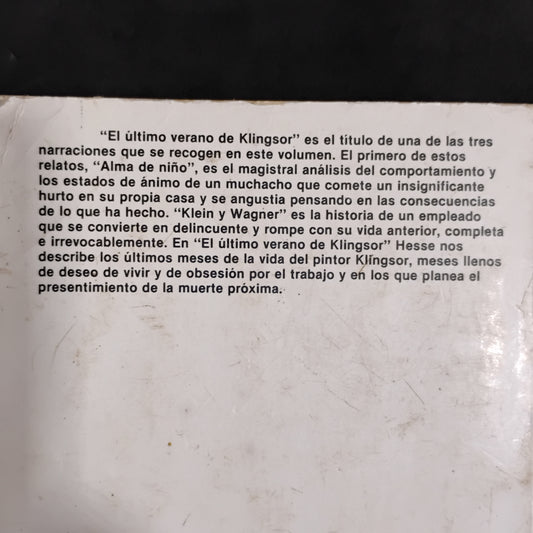 "El último verano de Klingsor" es el título de una de las tres
narraciones que se recogen en este volumen. El primero de estos
relatos, "Alma de niño", es el magistral análisis del comportamiento y
los estados de ánimo de un muchacho que comete un insignificante
hurto en su propia casa y se angustia pensando en las consecuencias
de lo que ha hecho. "Klein y Wagner" es la historia de un empleado
que se convierte en delincuente y rompe con su vida anterior, completa
e irrevocablemente. En "El último verano de Klingsor" Hesse nos
describe los últimos meses de la vida del pintor Klingsor, meses llenos
de deseo de vivir y de obsesión por el trabajo y en los que planea el
presentimiento de la muerte próxima.